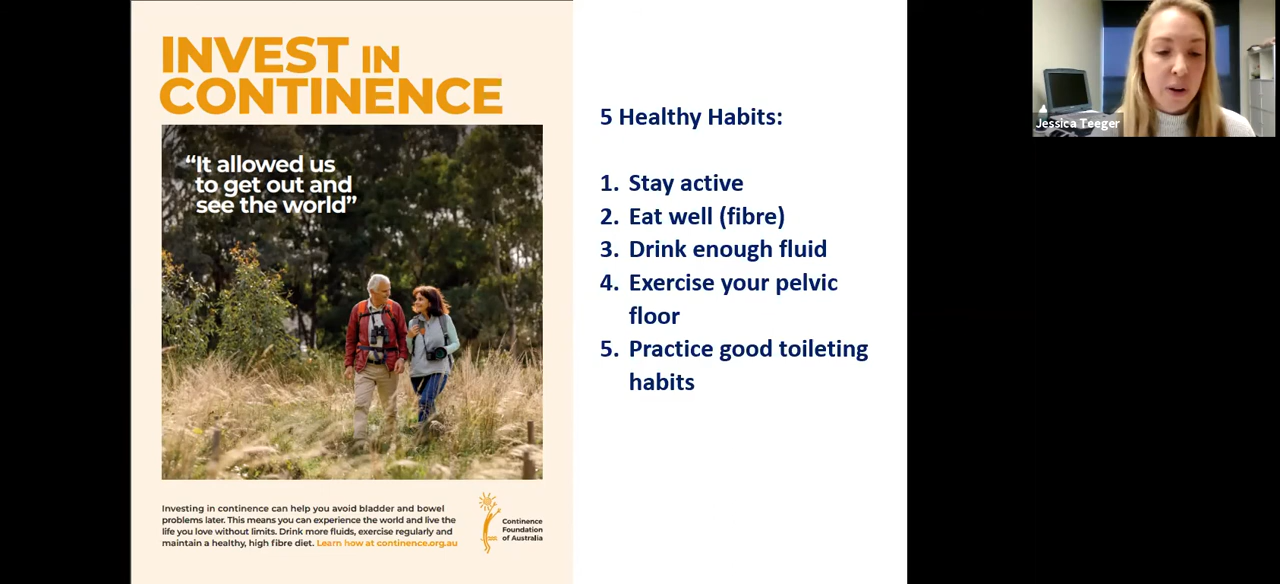 INVEST IN
CONTINENCE
“It allowed us
to get out and
see the world”
Investing in continence can help you avoid bladder and bowel
problems later. This means you can experience the world and live the
life you love without limits. Drink more fluids, exercise regularly and
maintain a healthy, high fibre diet. Learn how at continence.org.au
Continence
Foundation
of Australia
5 Healthy Habits:
1. Stay active
2. Eat well (fibre)
3. Drink enough fluid
4. Exercise your pelvic
floor
5. Practice good toileting
habits
Jessica Teeger